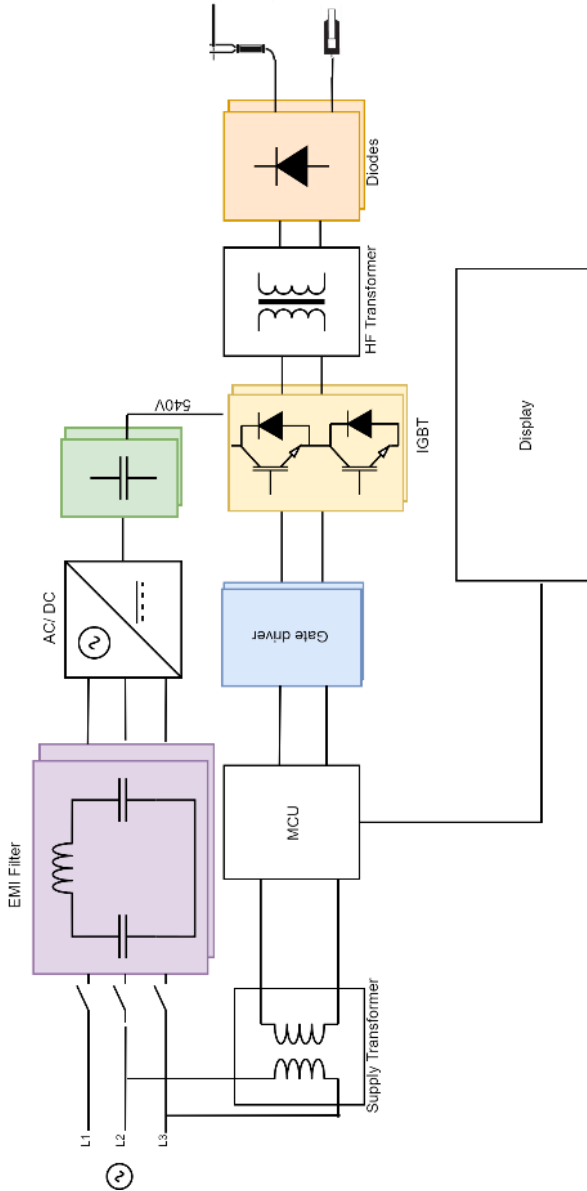 L1
L2
L3
EMI Filter
AC/ DC
540V
Supply Transformer
MCU
Gate driver
IGBT
HF Transformer
Diodes
Display